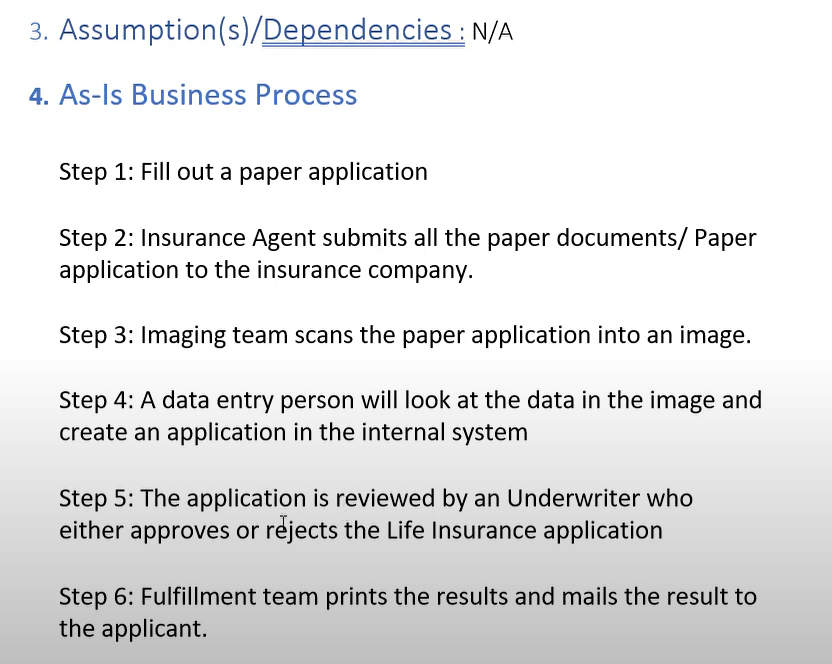 3. Assumption(s)/Dependencies : N/A
4. As-Is Business Process
Step 1: Fill out a paper application
Step 2: Insurance Agent submits all the paper documents/ Paper
application to the insurance company.
Step 3: Imaging team scans the paper application into an image.
Step 4: A data entry person will look at the data in the image and
create an application in the internal system
Step 5: The application is reviewed by an Underwriter who
either approves or rejects the Life Insurance application
Step 6: Fulfillment team prints the results and mails the result to
the applicant.